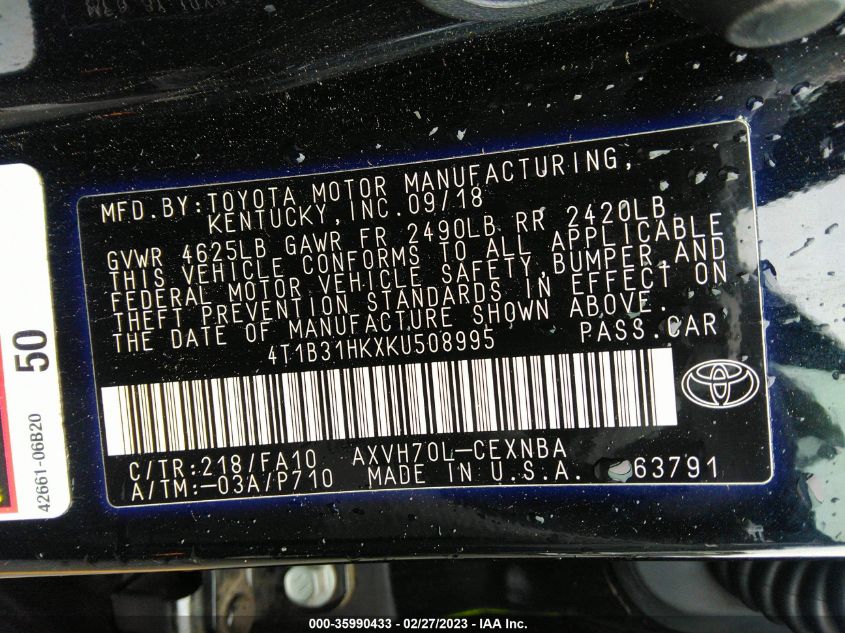 MFD.BY:TOYOTA MOTOR MANUFACTURING,
KENTUCKY,INC.09/18
GVWR 4625LB GAWR FR 2490LB RR 2420LB
THIS VEHICLE CONFORMS TO ALL APPLICABLE
FEDERAL MOTOR VEHICLE SAFETY,BUMPER,AND
THEFT PREVENTION STANDARDS IN EFFECT ON
THE DATE OF MANUFACTURE SHOWN ABOVE.
4T1B31HKXKU508995 PASS.CAR
C/TR:218/FA10 AXVH70L-CEXNBA
A/TM:-03A/P710 MADE IN U.S.A. 63791
50
42661-06B20
000-35990433 - 02/27/2023 - IAA Inc.